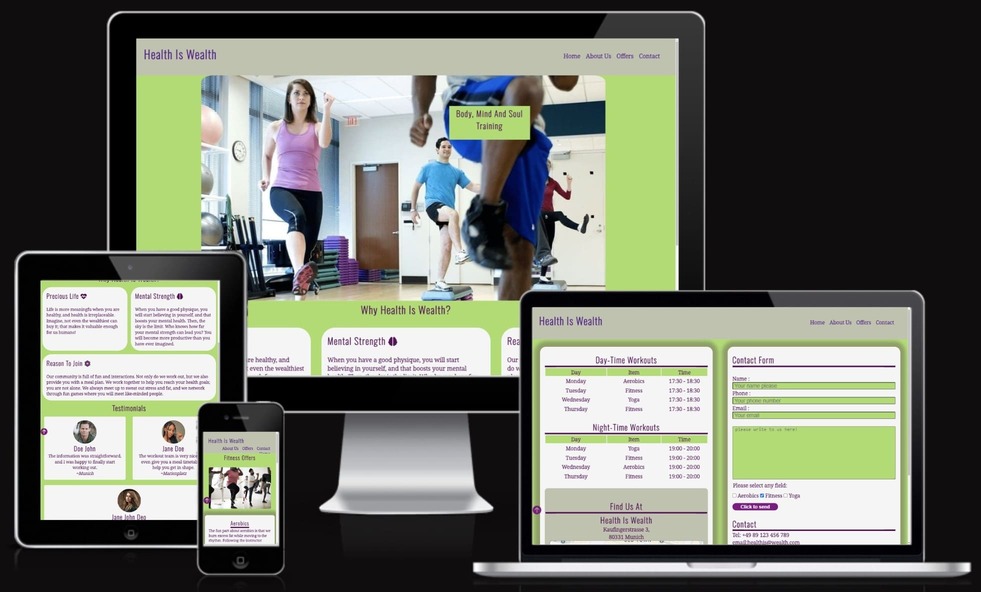 Health Is Wealth
Home About Us Offers Contact
Body, Mind And Soul
Training
Why Health Is Wealth?
are healthy, and
even the wealthiest
Mental Strength
When you have a good physique, you will
start believing in yourself, and that
Reas
Our
do w
Precious Life
Life is more meaningful when you are
healthy, and health is irreplaceable.
Imagine, not even the wealthiest can
buy it; that makes it valuable enough
for us humans!
Mental Strength
When you have a good physique, you
will start believing in yourself, and that
boosts your mental health. Then, the
sky is the limit. Who knows how far
your mental strength can lead you? You
will become more productive than you
have ever imagined.
Reason To Join
Our community is full of fun and interactions. Not only do we work out, but we also
provide you with a meal plan. We work together to help you reach your health goals;
you are not alone. We always meet up to sweat out stress and fat, and we network
through fun games where you will meet like-minded people.
Testimonials
Doe John
The information was straightforward,
and I was happy to finally start
working out.
~Munich
Jane Doe
The workout team is very nice
even give you a meal
help you get in shape.
Jane John Deo
Health Is Wealth
About Us Offers Contact
Fitness Offers
Aerobics
The fun part about aerobics is that we
burn excess fat while moving to the
rhythm. Following the instructor
Health Is Wealth
Home About Us Offers Contact
Day-Time Workouts
Day Item Time
Monday Aerobics 17:30 - 18:30
Tuesday Fitness 17:30 - 18:30
Wednesday Yoga 17:30 - 18:30
Thursday Fitness 17:30 - 18:30
Night-Time Workouts
Day Item Time
Monday Yoga 19:00 - 20:00
Tuesday Fitness 19:00 - 20:00
Wednesday Aerobics 19:00 - 20:00
Thursday Fitness 19:00 - 20:00
Find Us At
Health Is Wealth
Kaufingerstrasse 3,
80331 Munich
Contact Form
Name :
Your name please
Phone :
Your phone number
Email :
Your email
please write to us here!
Please select any field:
Aerobics Fitness Yoga
Click to send
Contact
Tel: +49 89 123 456 789
email:healthis@wealth.com